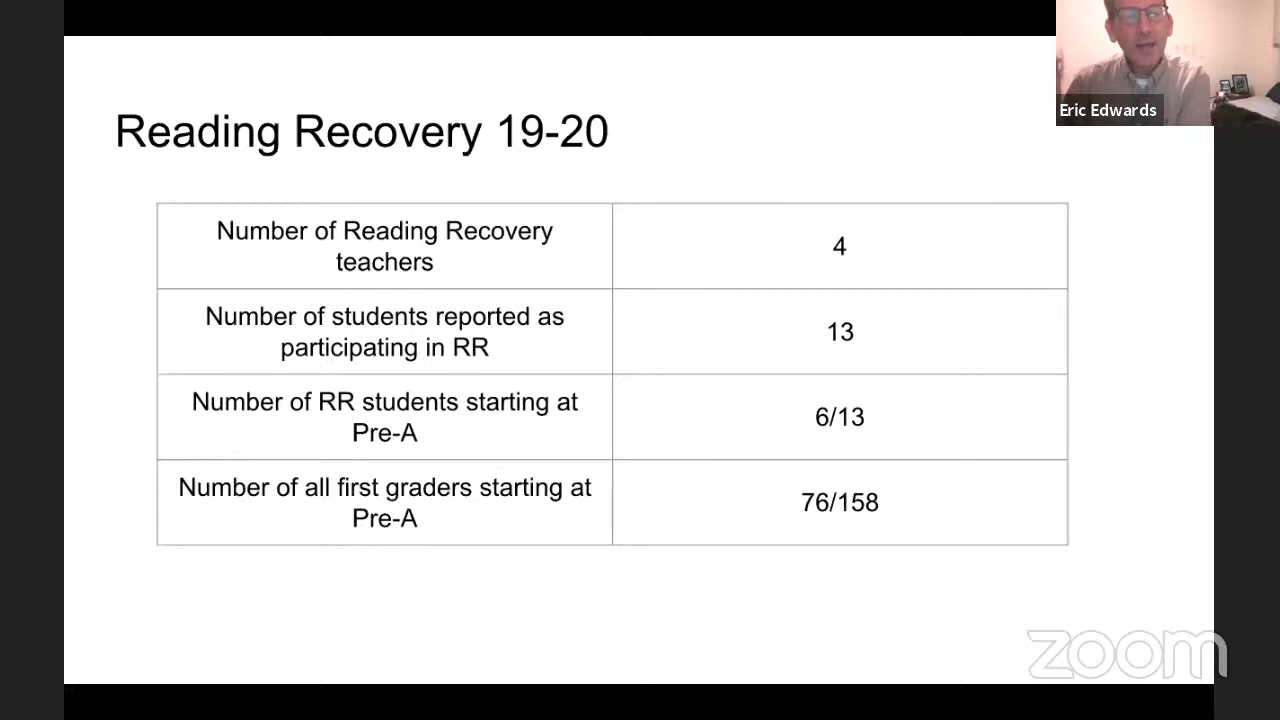 Eric Edwards
Reading Recovery 19-20
Number of Reading Recovery
teachers
4
Number of students reported as
participating in RR
13
Number of RR students starting at
Pre-A
6/13
Number of all first graders starting at
Pre-A
76/158
zoom